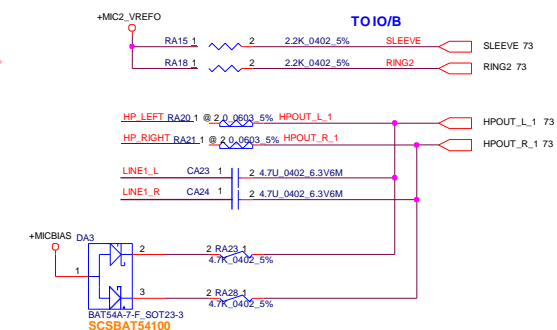 +MIC2_VREFO
TO IO/B
RA15 1 2 2.2K_0402_5% SLEEVE SLEEVE 73
RA18 1 2 2.2K_0402_5% RING2 RING2 73
HP_LEFT RA20 1 @ 2 0_0603_5% HPOUT_L_1 HPOUT_L_1 73
HP_RIGHT RA21 1 @ 2 0_0603_5% HPOUT_R_1 HPOUT_R_1 73
LINE1_L CA23 1 2 4.7U_0402_6.3V6M
LINE1_R CA24 1 2 4.7U_0402_6.3V6M
+MICBIAS DA3
2 2 RA23 1
4.7K_0402_5%
1
3 2 RA28 1
4.7K_0402_5%
BAT54A-7-F_SOT23-3
SCSBAT54100